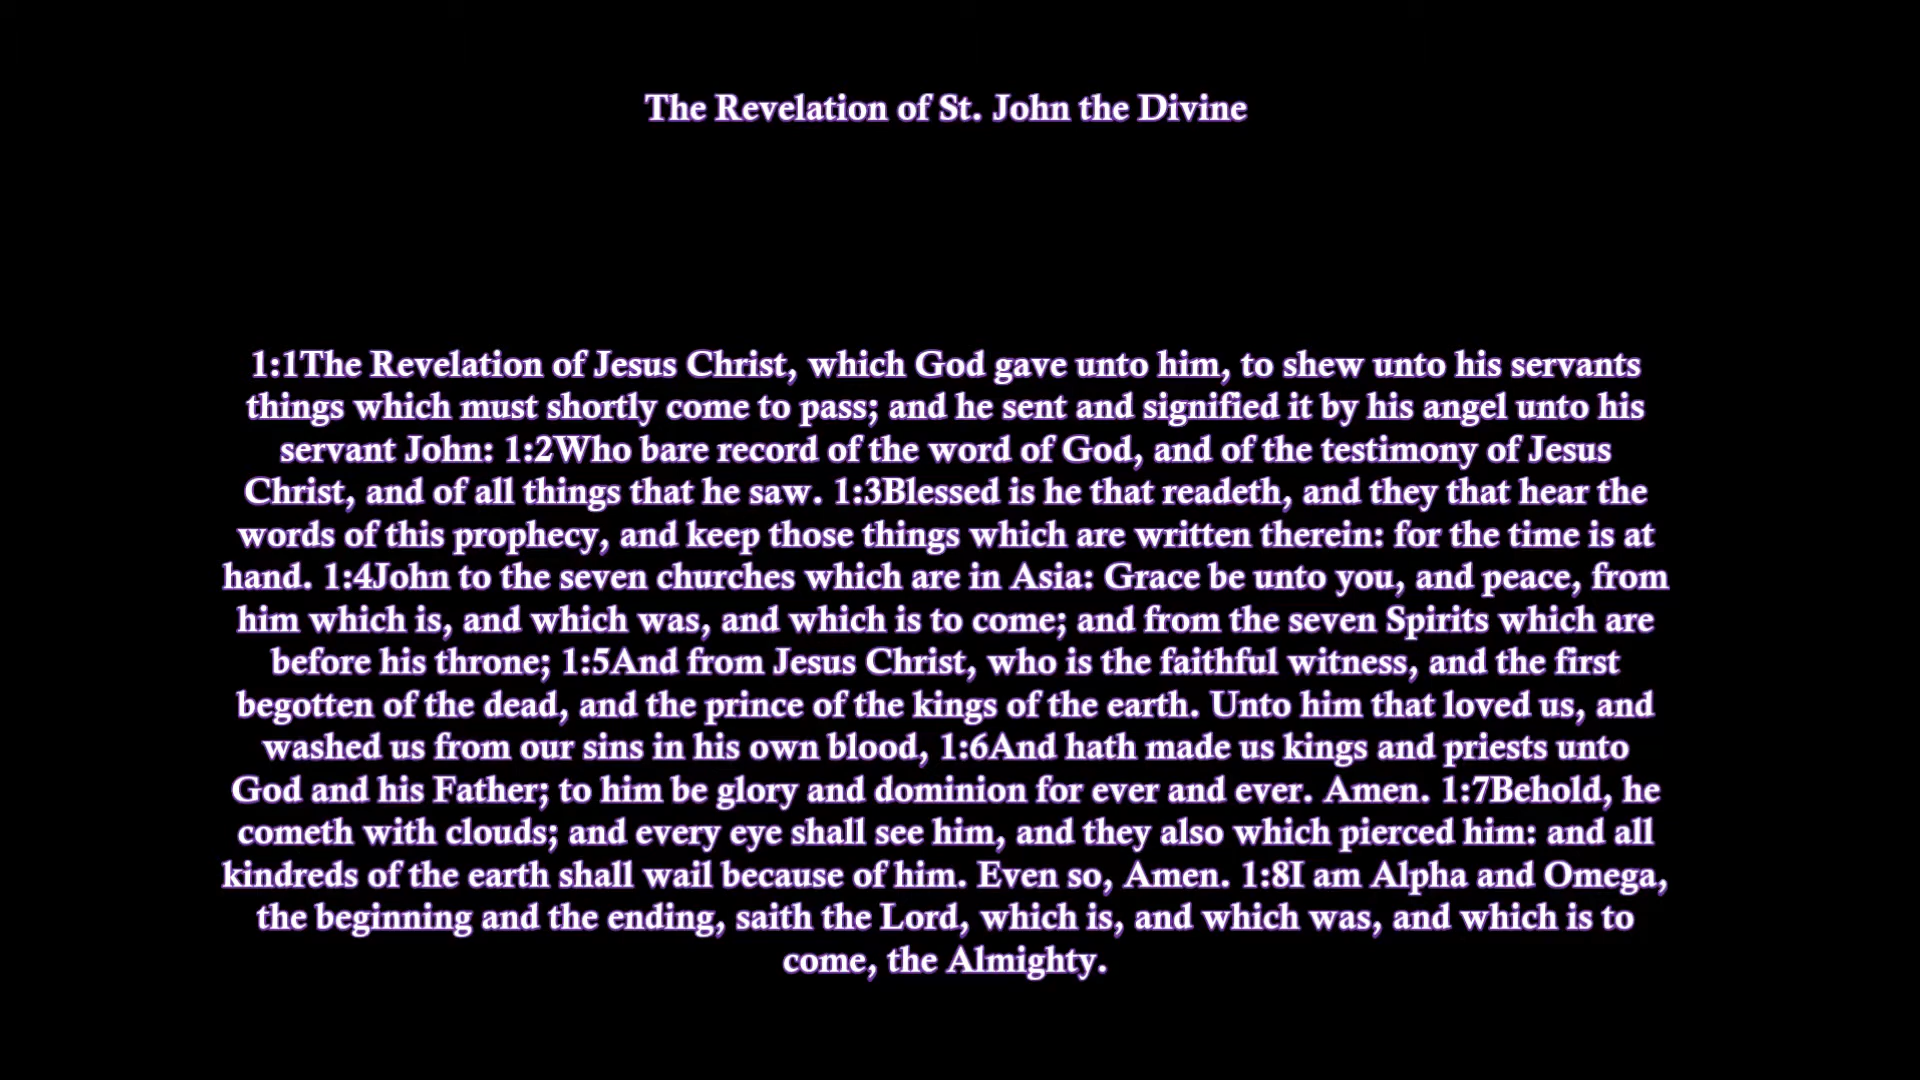 The Revelation of St. John the Divine
1:1The Revelation of Jesus Christ, which God gave unto him, to shew unto his servants
things which must shortly come to pass; and he sent and signified it by his angel unto his
servant John: 1:2Who bare record of the word of God, and of the testimony of Jesus
Christ, and of all things that he saw. 1:3Blessed is he that readeth, and they that hear the
words of this prophecy, and keep those things which are written therein: for the time is at
hand. 1:4John to the seven churches which are in Asia: Grace be unto you, and peace, from
him which is, and which was, and which is to come; and from the seven Spirits which are
before his throne; 1:5And from Jesus Christ, who is the faithful witness, and the first
begotten of the dead, and the prince of the kings of the earth. Unto him that loved us, and
washed us from our sins in his own blood, 1:6And hath made us kings and priests unto
God and his Father; to him be glory and dominion for ever and ever. Amen. 1:7Behold, he
cometh with clouds; and every eye shall see him, and they also which pierced him: and all
kindreds of the earth shall wail because of him. Even so, Amen. 1:8I am Alpha and Omega,
the beginning and the ending, saith the Lord, which is, and which was, and which is to
come, the Almighty.